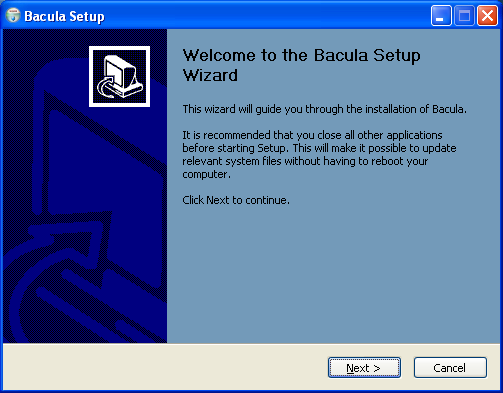 Bacula Setup
Welcome to the Bacula Setup
Wizard
This wizard will guide you through the installation of Bacula.
It is recommended that you close all other applications
before starting Setup. This will make it possible to update
relevant system files without having to reboot your
computer.
Click Next to continue.
Next >
Cancel